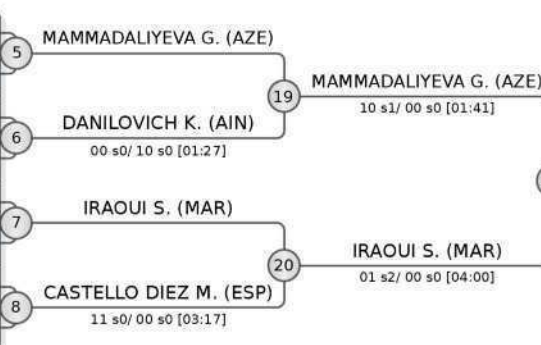 5
MAMMADALIYEVA G. (AZE)
19
MAMMADALIYEVA G. (AZE)
10 s1/ 00 s0 [01:41]
6
DANILOVICH K. (AIN)
00 s0/ 10 s0 [01:27]
7
IRAOUI S. (MAR)
20
IRAOUI S. (MAR)
01 s2/ 00 s0 [04:00]
8
CASTELLO DIEZ M. (ESP)
11 s0/ 00 s0 [03:17]